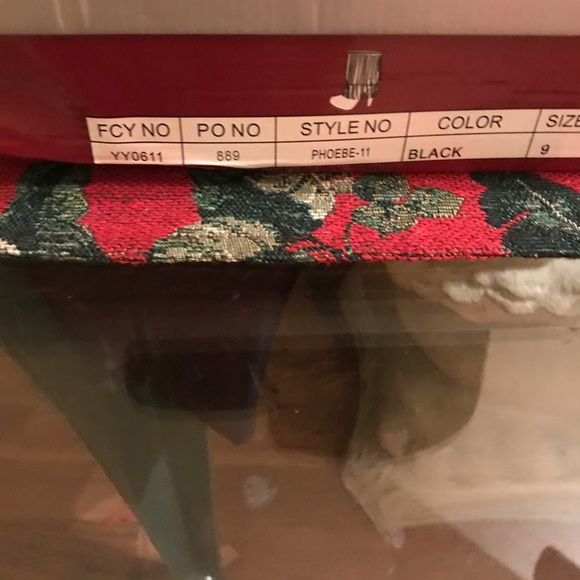 FCY NO PO NO STYLE NO COLOR SIZE
YY0611 889 PHOEBE-11 BLACK 9